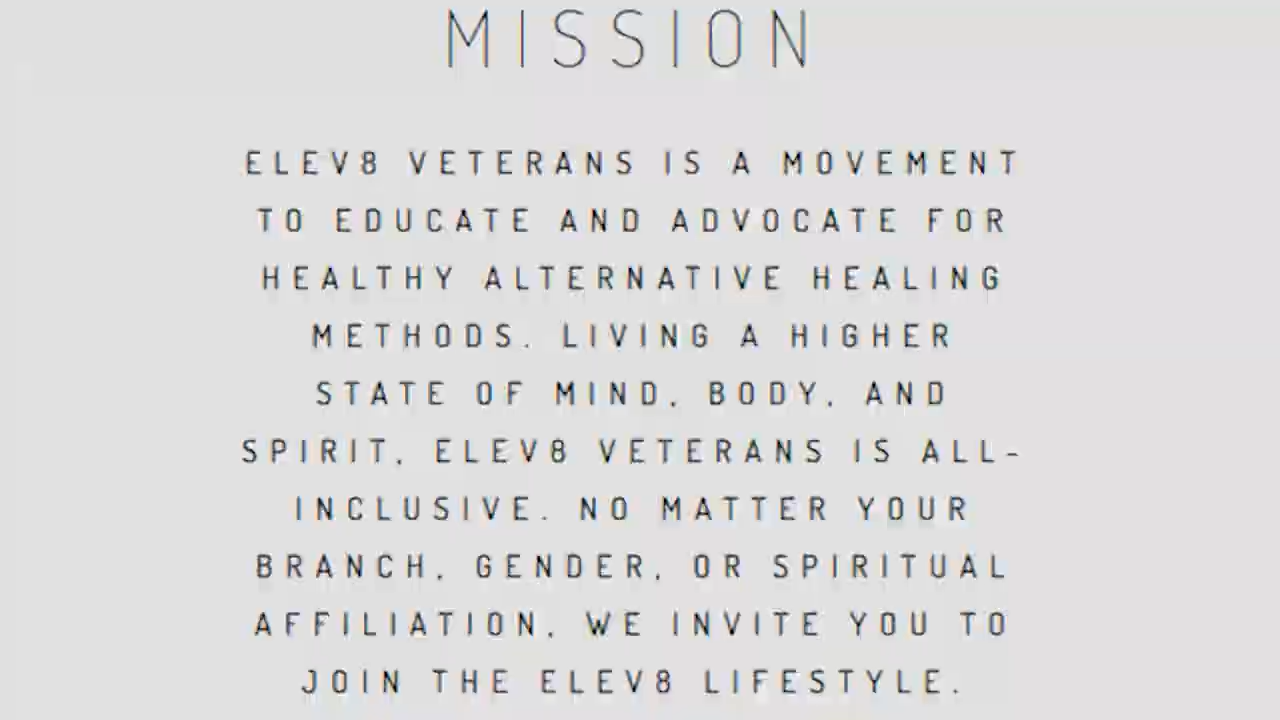 MISSION
ELEV8 VETERANS IS A MOVEMENT
TO EDUCATE AND ADVOCATE FOR
HEALTHY ALTERNATIVE HEALING
METHODS. LIVING A HIGHER
STATE OF MIND, BODY, AND
SPIRIT, ELEV8 VETERANS IS ALL-
INCLUSIVE. NO MATTER YOUR
BRANCH, GENDER, OR SPIRITUAL
AFFILIATION, WE INVITE YOU TO
JOIN THE ELEV8 LIFESTYLE.